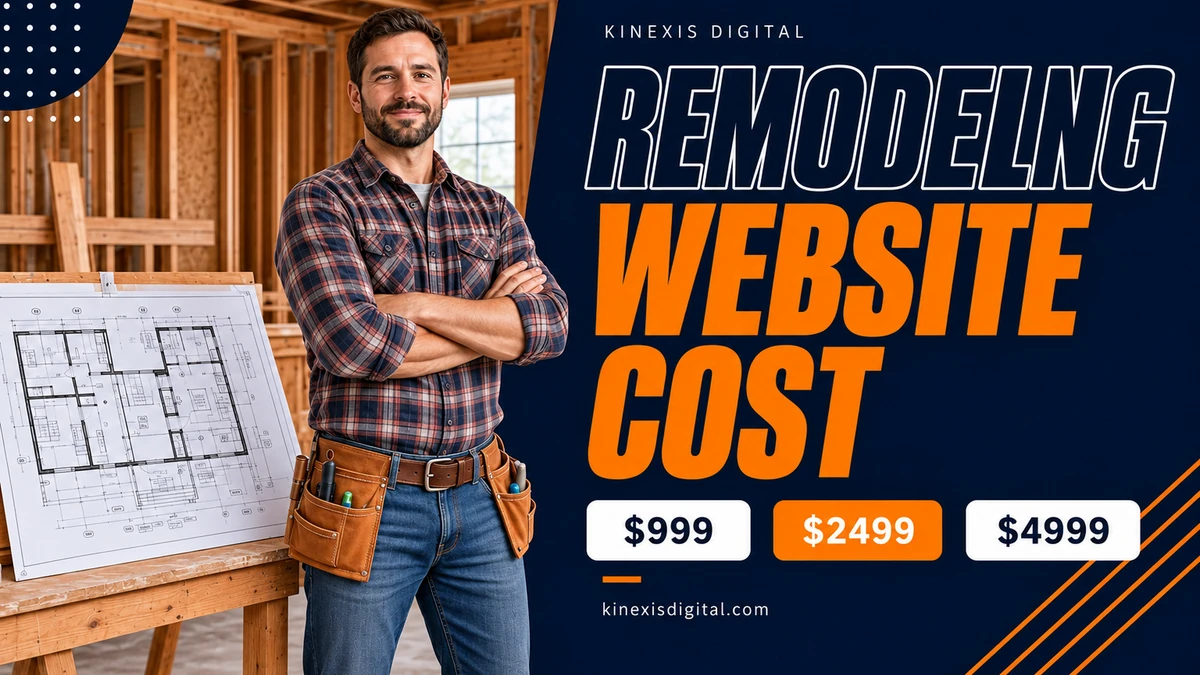 KINEXIS DIGITAL
REMODELNG
WEBSITE
COST
$999 $2499 $4999
kinexisdigital.com